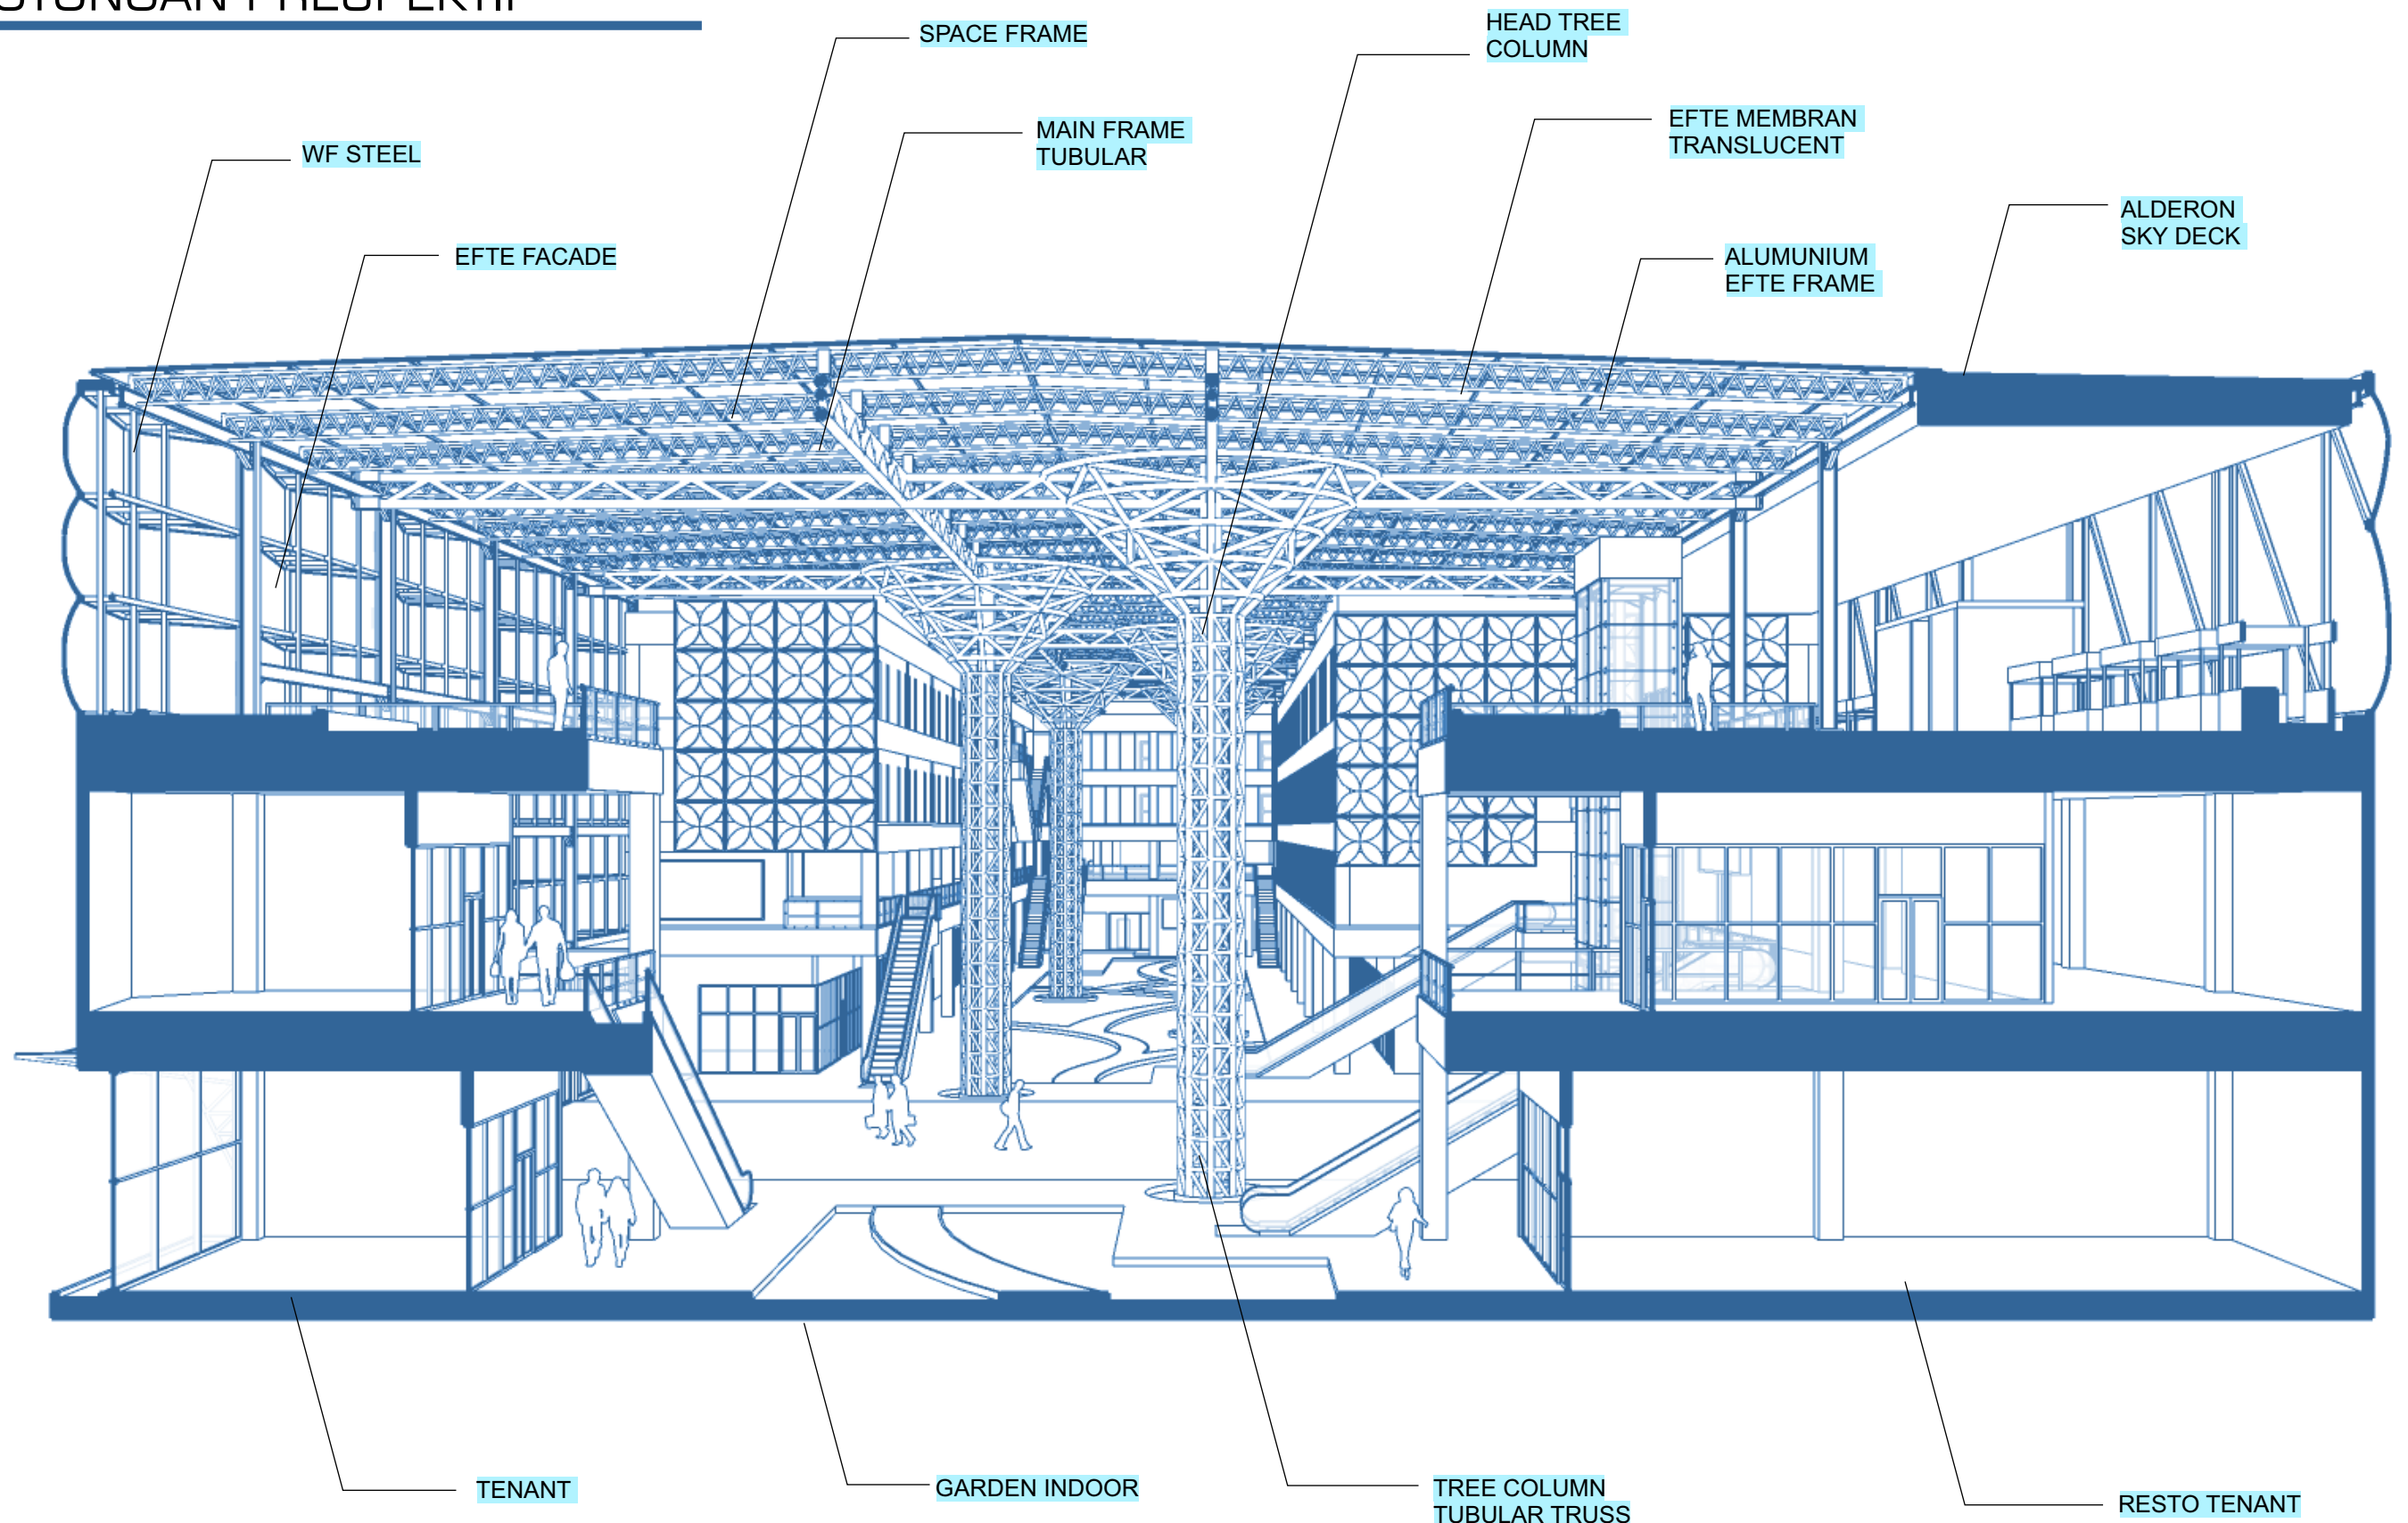 SPACE FRAME
HEAD TREE
COLUMN
MAIN FRAME
TUBULAR
EFTE MEMBRAN
TRANSLUCENT
WF STEEL
ALDERON
SKY DECK
EFTE FACADE
ALUMUNIUM
EFTE FRAME
TENANT
GARDEN INDOOR
TREE COLUMN
TUBULAR TRUSS
RESTO TENANT